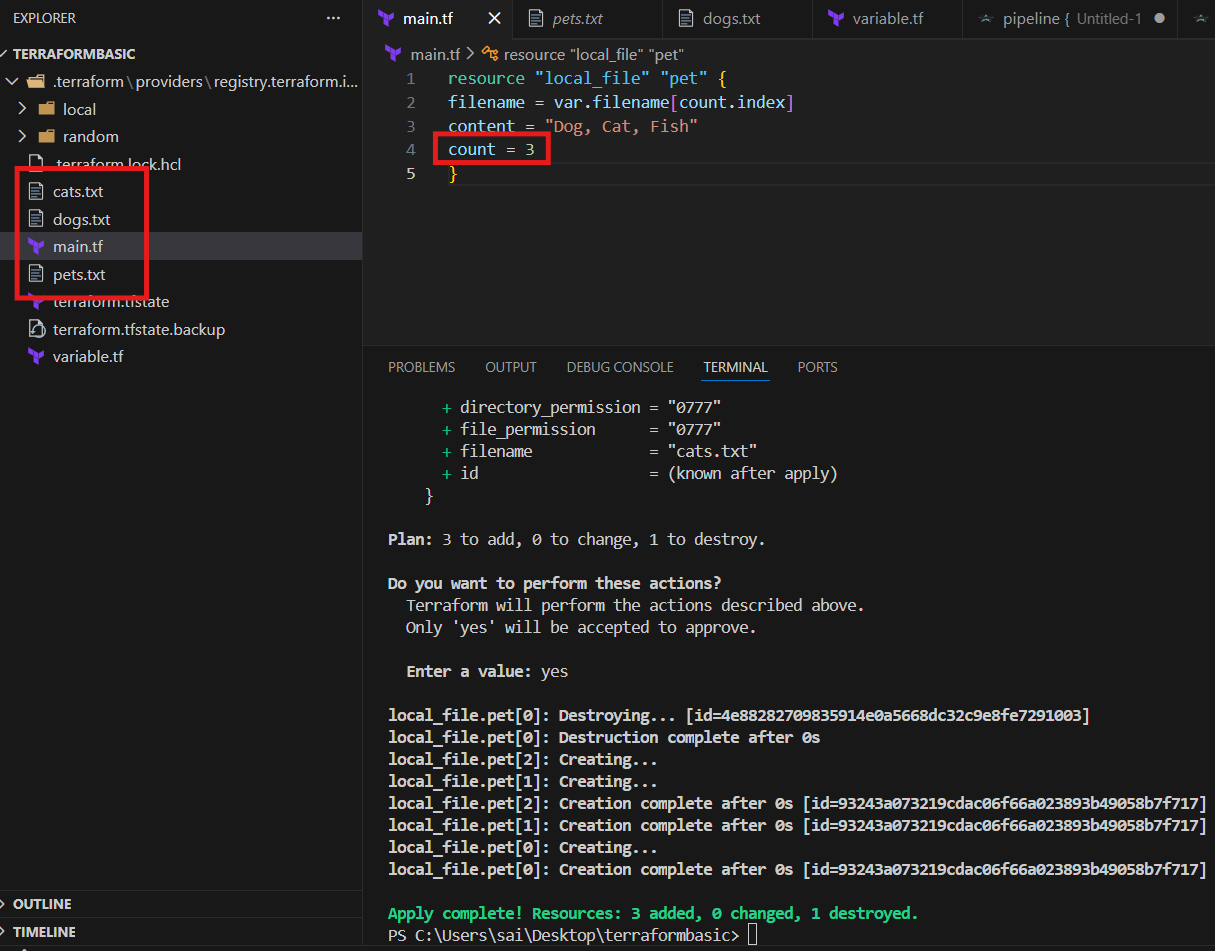 EXPLORER
TERRAFORMBASIC
.terraform \ providers \ registry.terraform.i...
local
random
.terraform.lock.hcl
cats.txt
dogs.txt
main.tf
pets.txt
terraform.tfstate
terraform.tfstate.backup
variable.tf
OUTLINE
TIMELINE
main.tf
pets.txt
dogs.txt
variable.tf
pipeline { Untitled-1
main.tf > resource "local_file" "pet"
1 resource "local_file" "pet" {
2 filename = var.filename[count.index]
3 content = "Dog, Cat, Fish"
4 count = 3
5 }
PROBLEMS OUTPUT DEBUG CONSOLE TERMINAL PORTS
+ directory_permission = "0777"
+ file_permission = "0777"
+ filename = "cats.txt"
+ id = (known after apply)
}
Plan: 3 to add, 0 to change, 1 to destroy.
Do you want to perform these actions?
Terraform will perform the actions described above.
Only 'yes' will be accepted to approve.
Enter a value: yes
local_file.pet[0]: Destroying... [id=4e88282709835914e0a5668dc32c9e8fe7291003]
local_file.pet[0]: Destruction complete after 0s
local_file.pet[2]: Creating...
local_file.pet[1]: Creating...
local_file.pet[2]: Creation complete after 0s [id=93243a073219cdac06f66a023893b49058b7f717]
local_file.pet[1]: Creation complete after 0s [id=93243a073219cdac06f66a023893b49058b7f717]
local_file.pet[0]: Creating...
local_file.pet[0]: Creation complete after 0s [id=93243a073219cdac06f66a023893b49058b7f717]
Apply complete! Resources: 3 added, 0 changed, 1 destroyed.
PS C:\Users\sai\Desktop\terraformbasic>